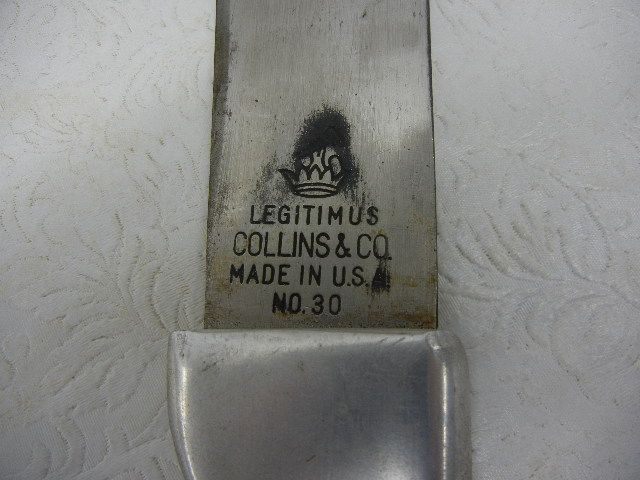 LEGITIMUS
COLLINS & CO.
MADE IN U.S.A.
NO. 30